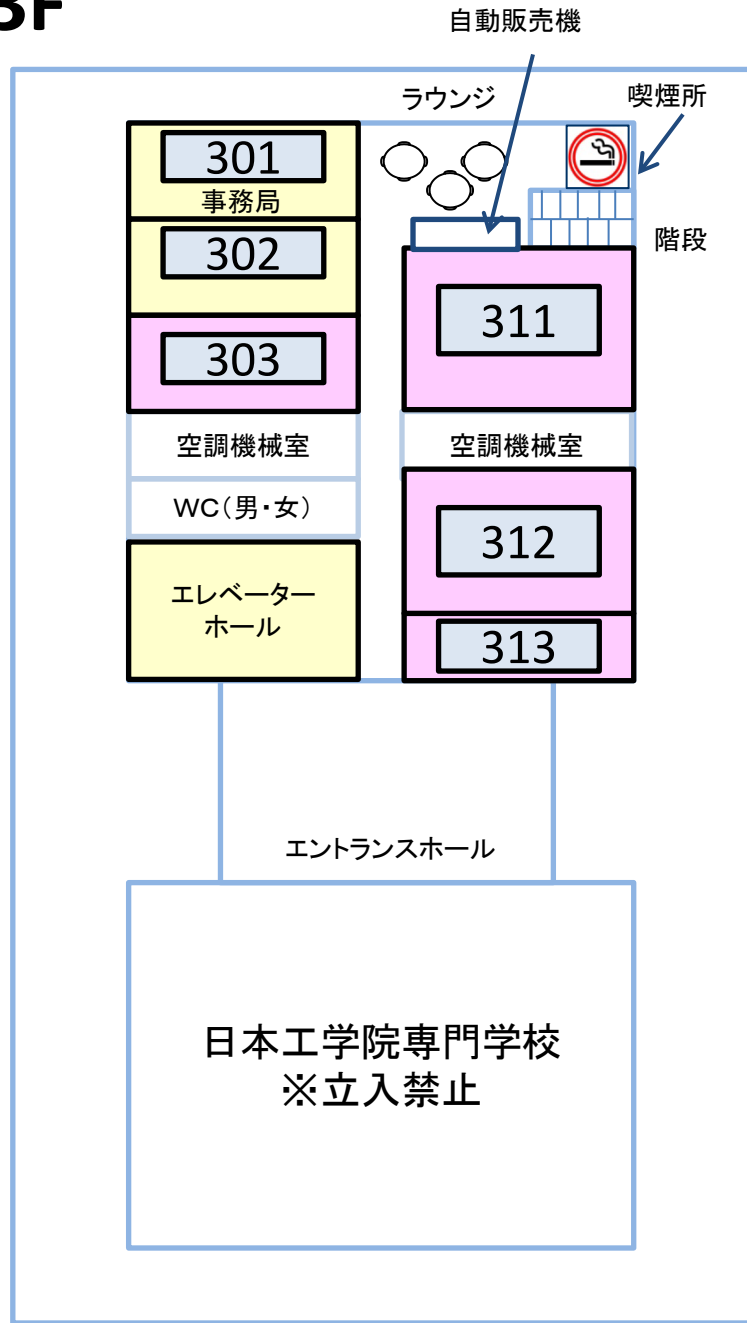 3F
自動販売機
ラウンジ
喫煙所
301
事務局
302
階段
311
303
空調機械室
空調機械室
WC（男・女）
312
エレベーター
ホール
313
エントランスホール
日本工学院専門学校
※立入禁止